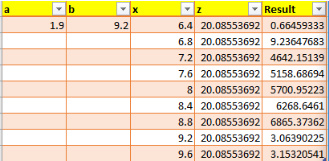 a b x z Result
1.9 9.2 6.4 20.08553692 0.66459333
6.8 20.08553692 9.23647683
7.2 20.08553692 4642.15139
7.6 20.08553692 5158.68694
8 20.08553692 5700.95223
8.4 20.08553692 6268.6461
8.8 20.08553692 6865.37362
9.2 20.08553692 3.06390225
9.6 20.08553692 3.15320541